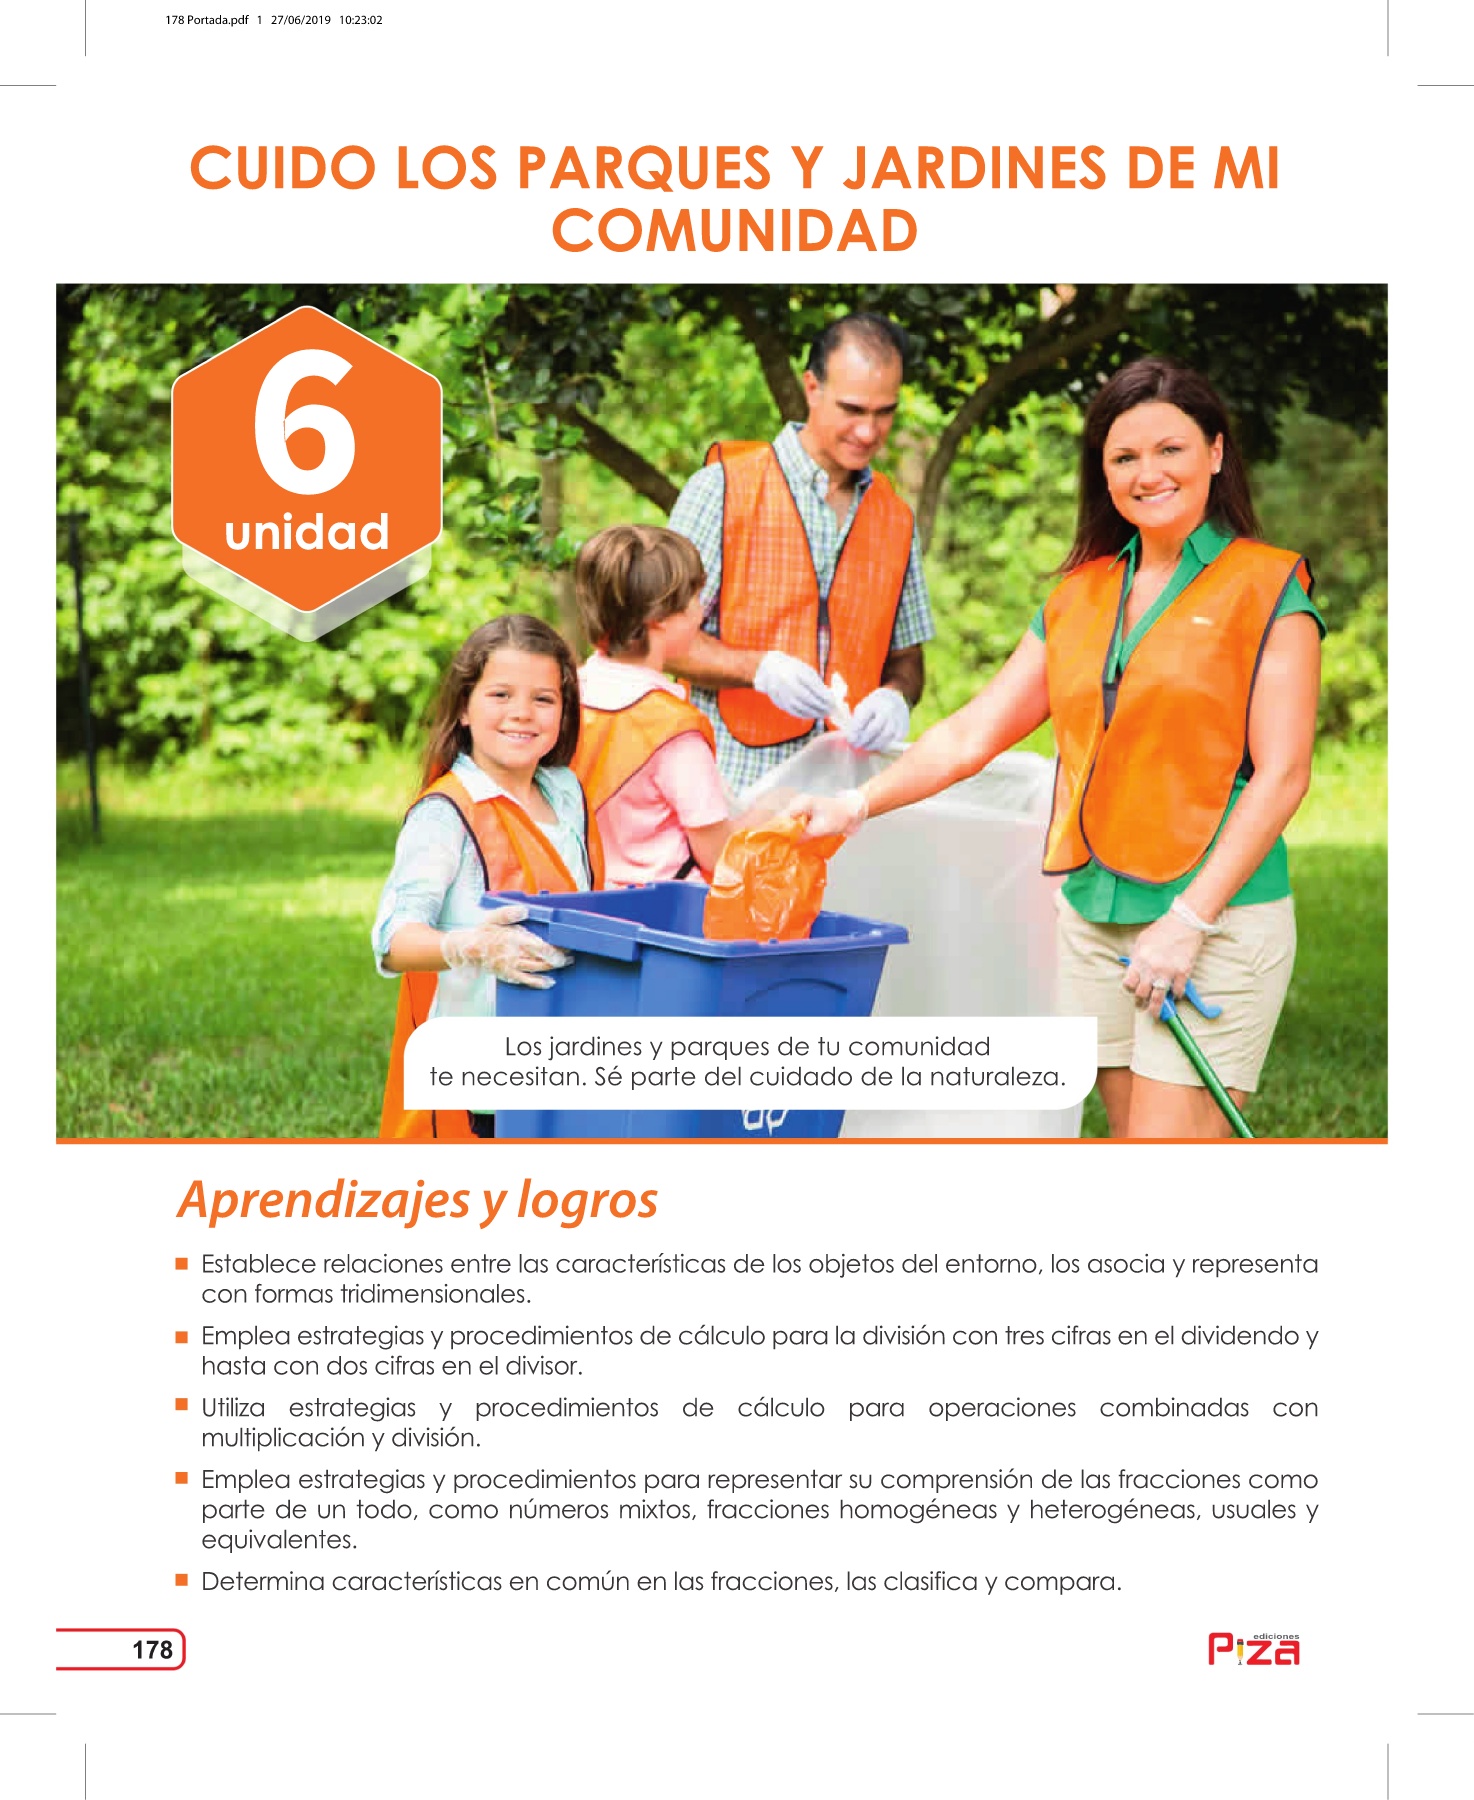 178 Portada.pdf 1 27/06/2019 10:23:02
CUIDO LOS PARQUES Y JARDINES DE MI
COMUNIDAD
6
unidad
Los jardines y parques de tu comunidad
te necesitan. Sé parte del cuidado de la naturaleza.
Aprendizajes y logros
Establece relaciones entre las características de los objetos del entorno, los asocia y representa
con formas tridimensionales.
Emplea estrategias y procedimientos de cálculo para la división con tres cifras en el dividendo y
hasta con dos cifras en el divisor.
Utiliza estrategias y procedimientos de cálculo para operaciones combinadas con
multiplicación y división.
Emplea estrategias y procedimientos para representar su comprensión de las fracciones como
parte de un todo, como números mixtos, fracciones homogéneas y heterogéneas, usuales y
equivalentes.
Determina características en común en las fracciones, las clasifica y compara.
178
ediciones
Piza